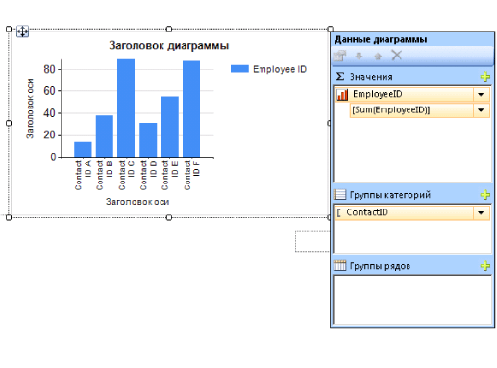 Заголовок диаграммы
Заголовок оси
80
60
40
20
0
Contact ID A
Contact ID B
Contact ID C
Contact ID D
Contact ID E
Contact ID F
Заголовок оси
Employee ID
Данные диаграммы
Σ Значения
EmployeeID
[Sum(EmployeeID)]
Группы категорий
[ ContactID
Группы рядов